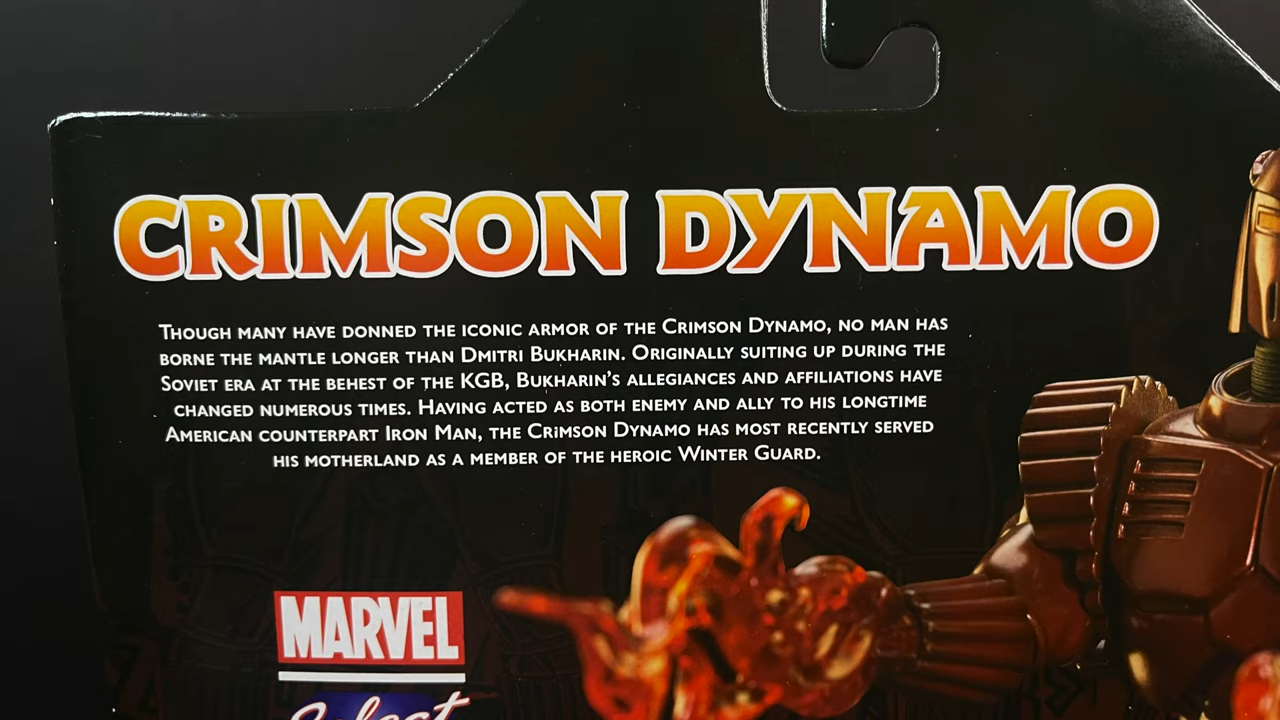 CRIMSON DYNAMO
Though many have donned the iconic armor of the Crimson Dynamo, no man has
borne the mantle longer than Dmitri Bukharin. Originally suiting up during the
Soviet era at the behest of the KGB, Bukharin's allegiances and affiliations have
changed numerous times. Having acted as both enemy and ally to his longtime
American counterpart Iron Man, the Crimson Dynamo has most recently served
his motherland as a member of the heroic Winter Guard.
MARVEL
Select